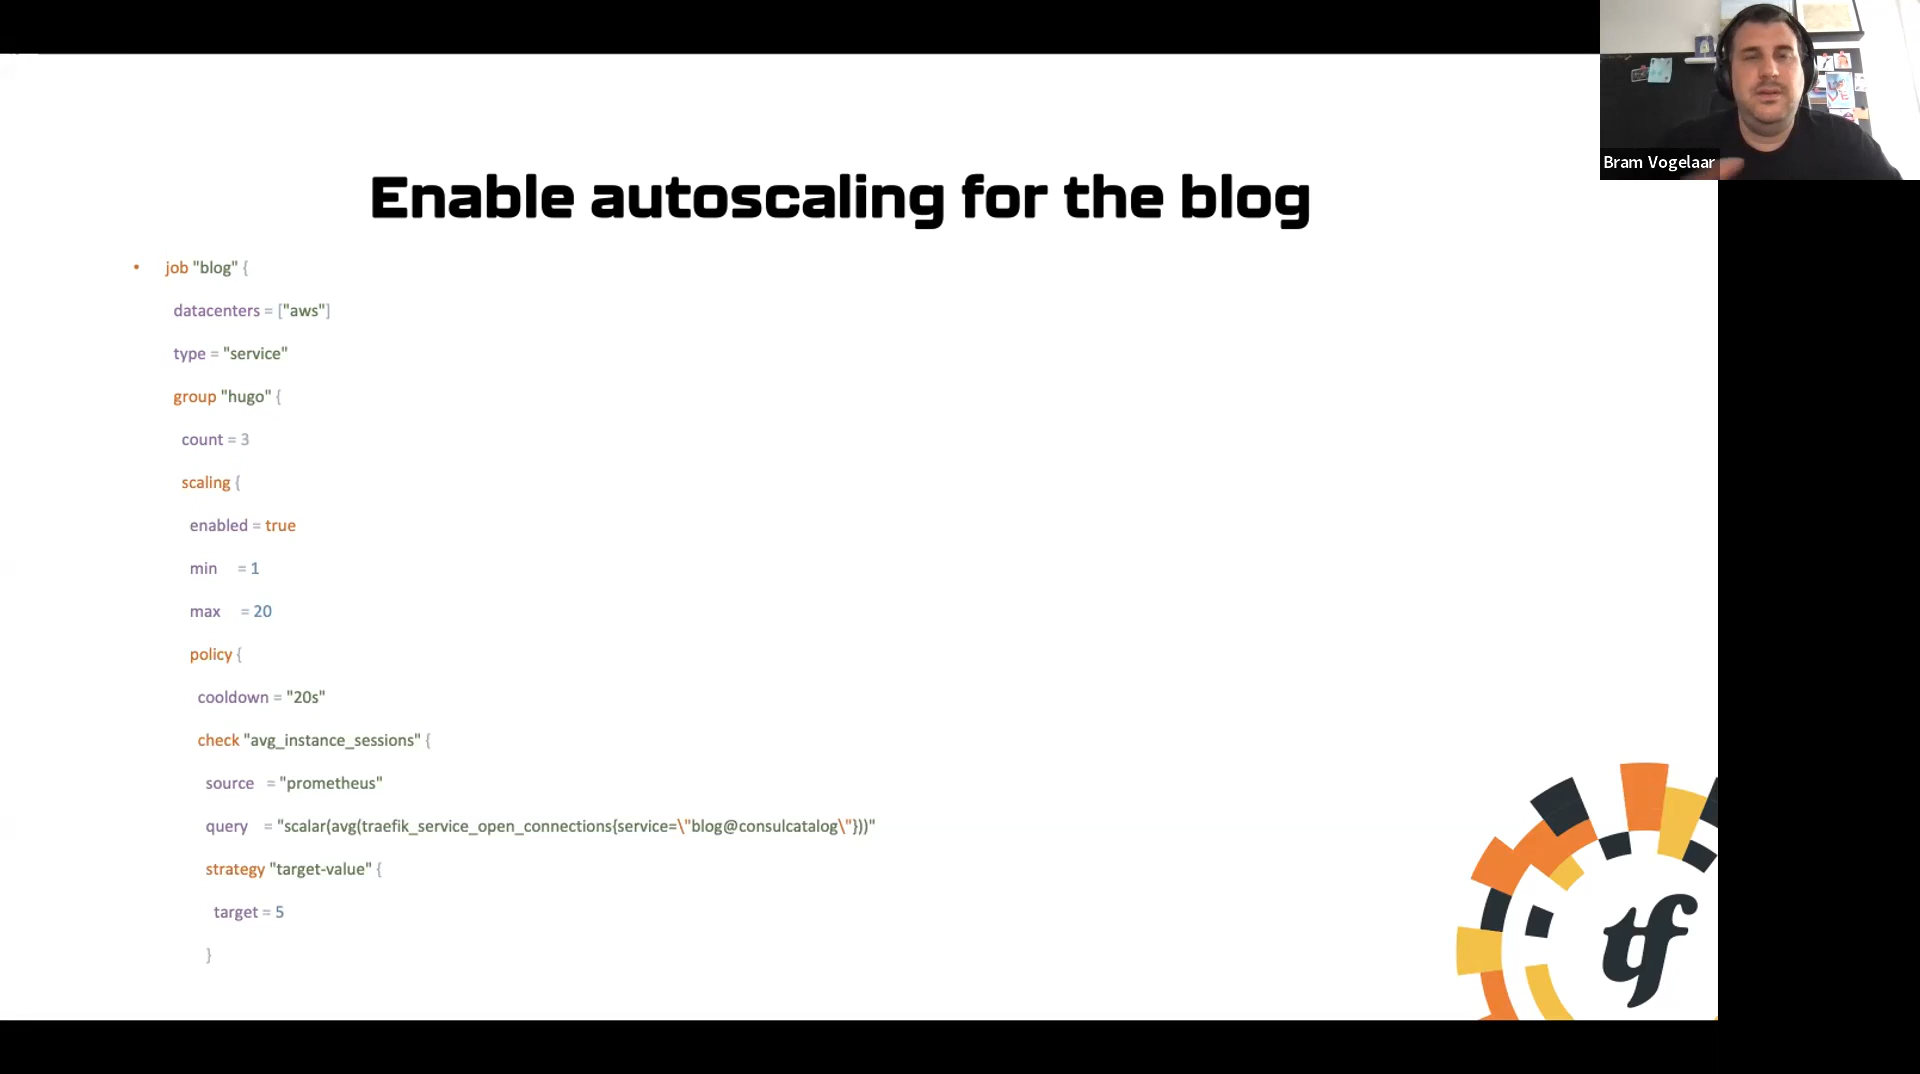 Bram Vogelaar
Enable autoscaling for the blog
• job "blog" {
datacenters = ["aws"]
type = "service"
group "hugo" {
count = 3
scaling {
enabled = true
min = 1
max = 20
policy {
cooldown = "20s"
check "avg_instance_sessions" {
source = "prometheus"
query = "scalar(avg(traefik_service_open_connections{service=\"blog@consulcatalog\"}))"
strategy "target-value" {
target = 5
}
tf